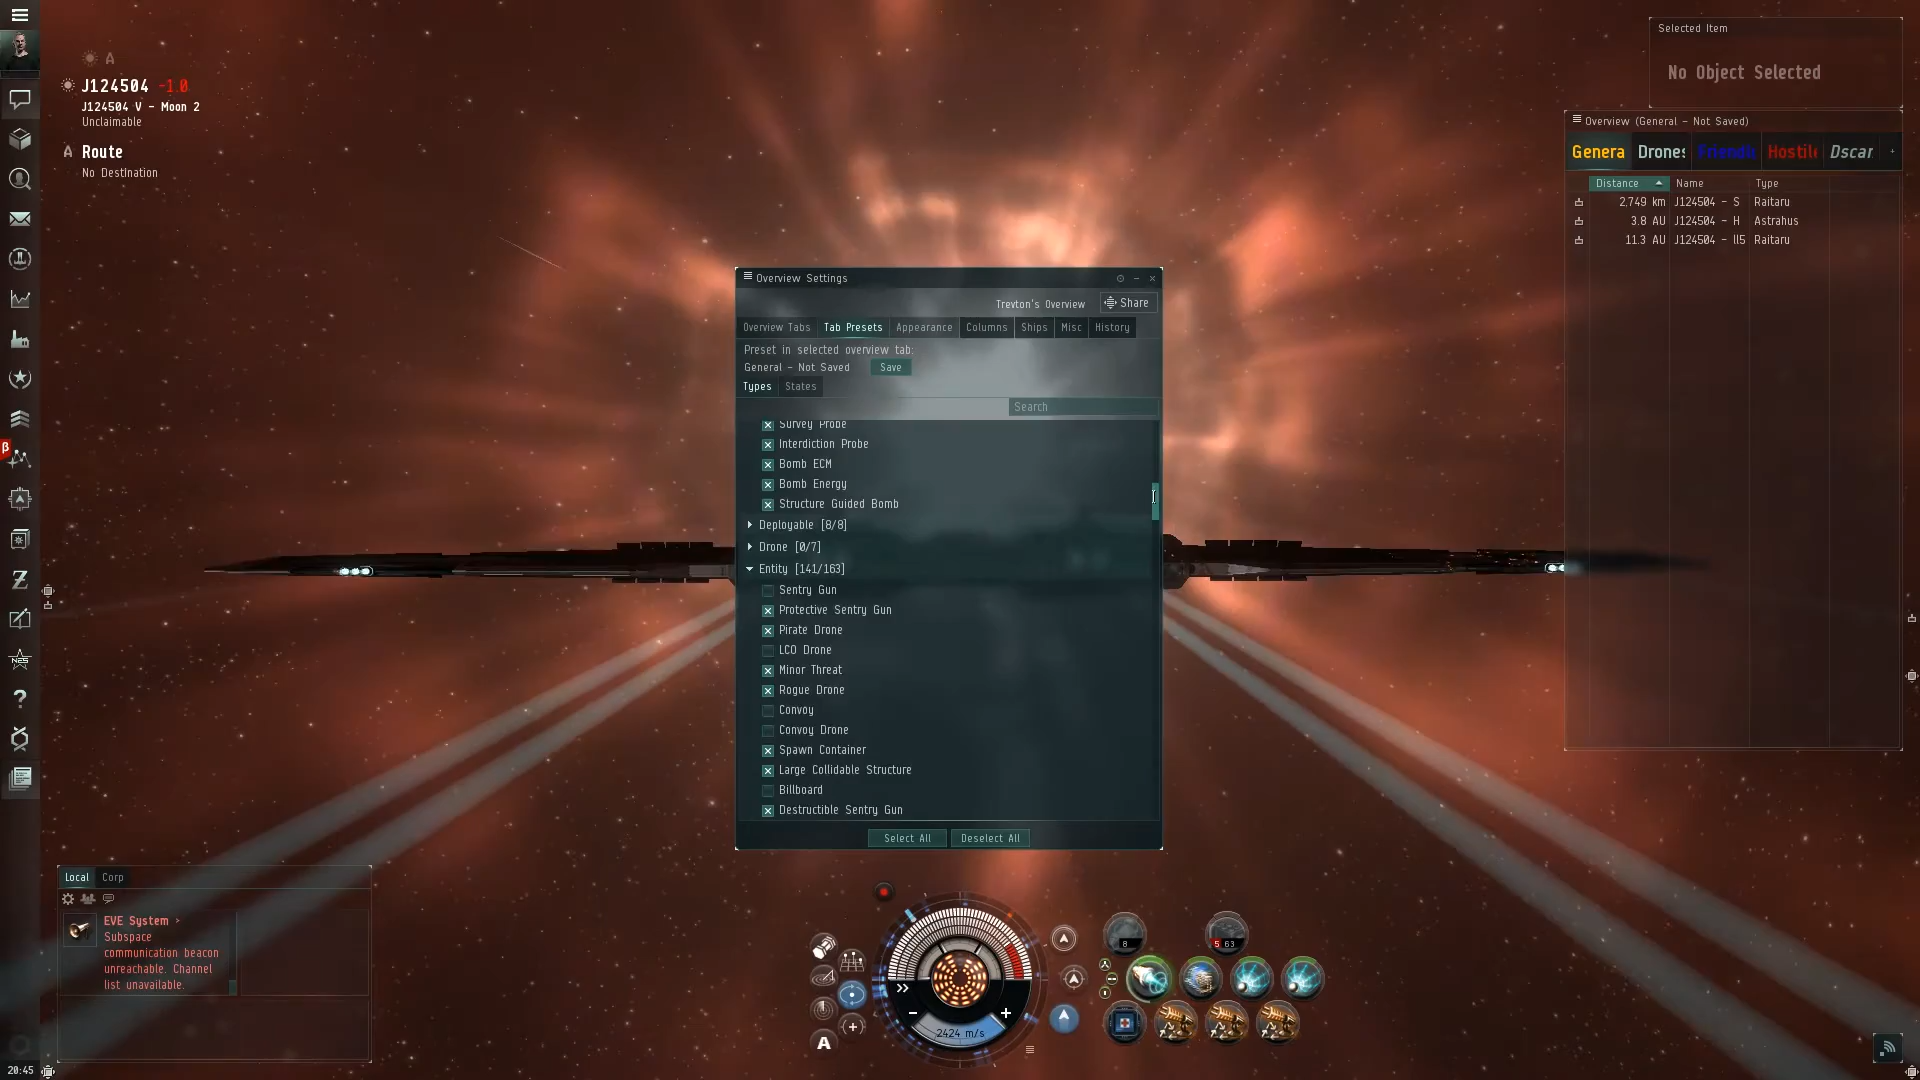 A
J124504 -1.0
J124504 V - Moon 2
Unclaimable
A Route
No Destination
Selected Item
No Object Selected
Overview (General - Not Saved)
Genera Drones Friendl Hostile Dscan +
Distance Name Type
2,749 km J124504 - S Raitaru
3.8 AU J124504 - H Astrahus
11.3 AU J124504 - Raitaru
Overview Settings
Trevton's Overview Share
Overview Tabs Tab Presets Appearance Columns Ships Misc History
Preset in selected overview tab:
General - Not Saved Save
Types States
Search
Survey Probe
Interdiction Probe
Bomb ECM
Bomb Energy
Structure Guided Bomb
Deployable [8/8]
Drone [0/7]
Entity [141/163]
Sentry Gun
Protective Sentry Gun
Pirate Drone
LCO Drone
Minor Threat
Rogue Drone
Convoy
Convoy Drone
Spawn Container
Large Collidable Structure
Billboard
Destructible Sentry Gun
Select All Deselect All
β
Z
NES
?
Local Corp
EVE System >
Subspace
communication beacon
unreachable. Channel
list unavailable.
8
5 63
2424 m/s
A
20:45